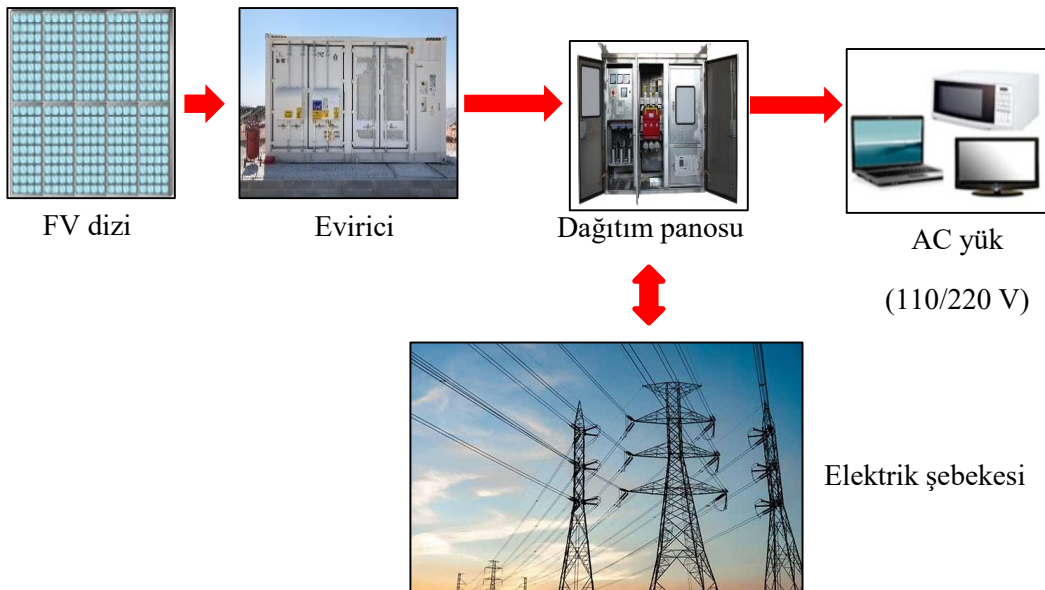 FV dizi
Evirici
Dağıtım panosu
AC yük
(110/220 V)
Elektrik şebekesi